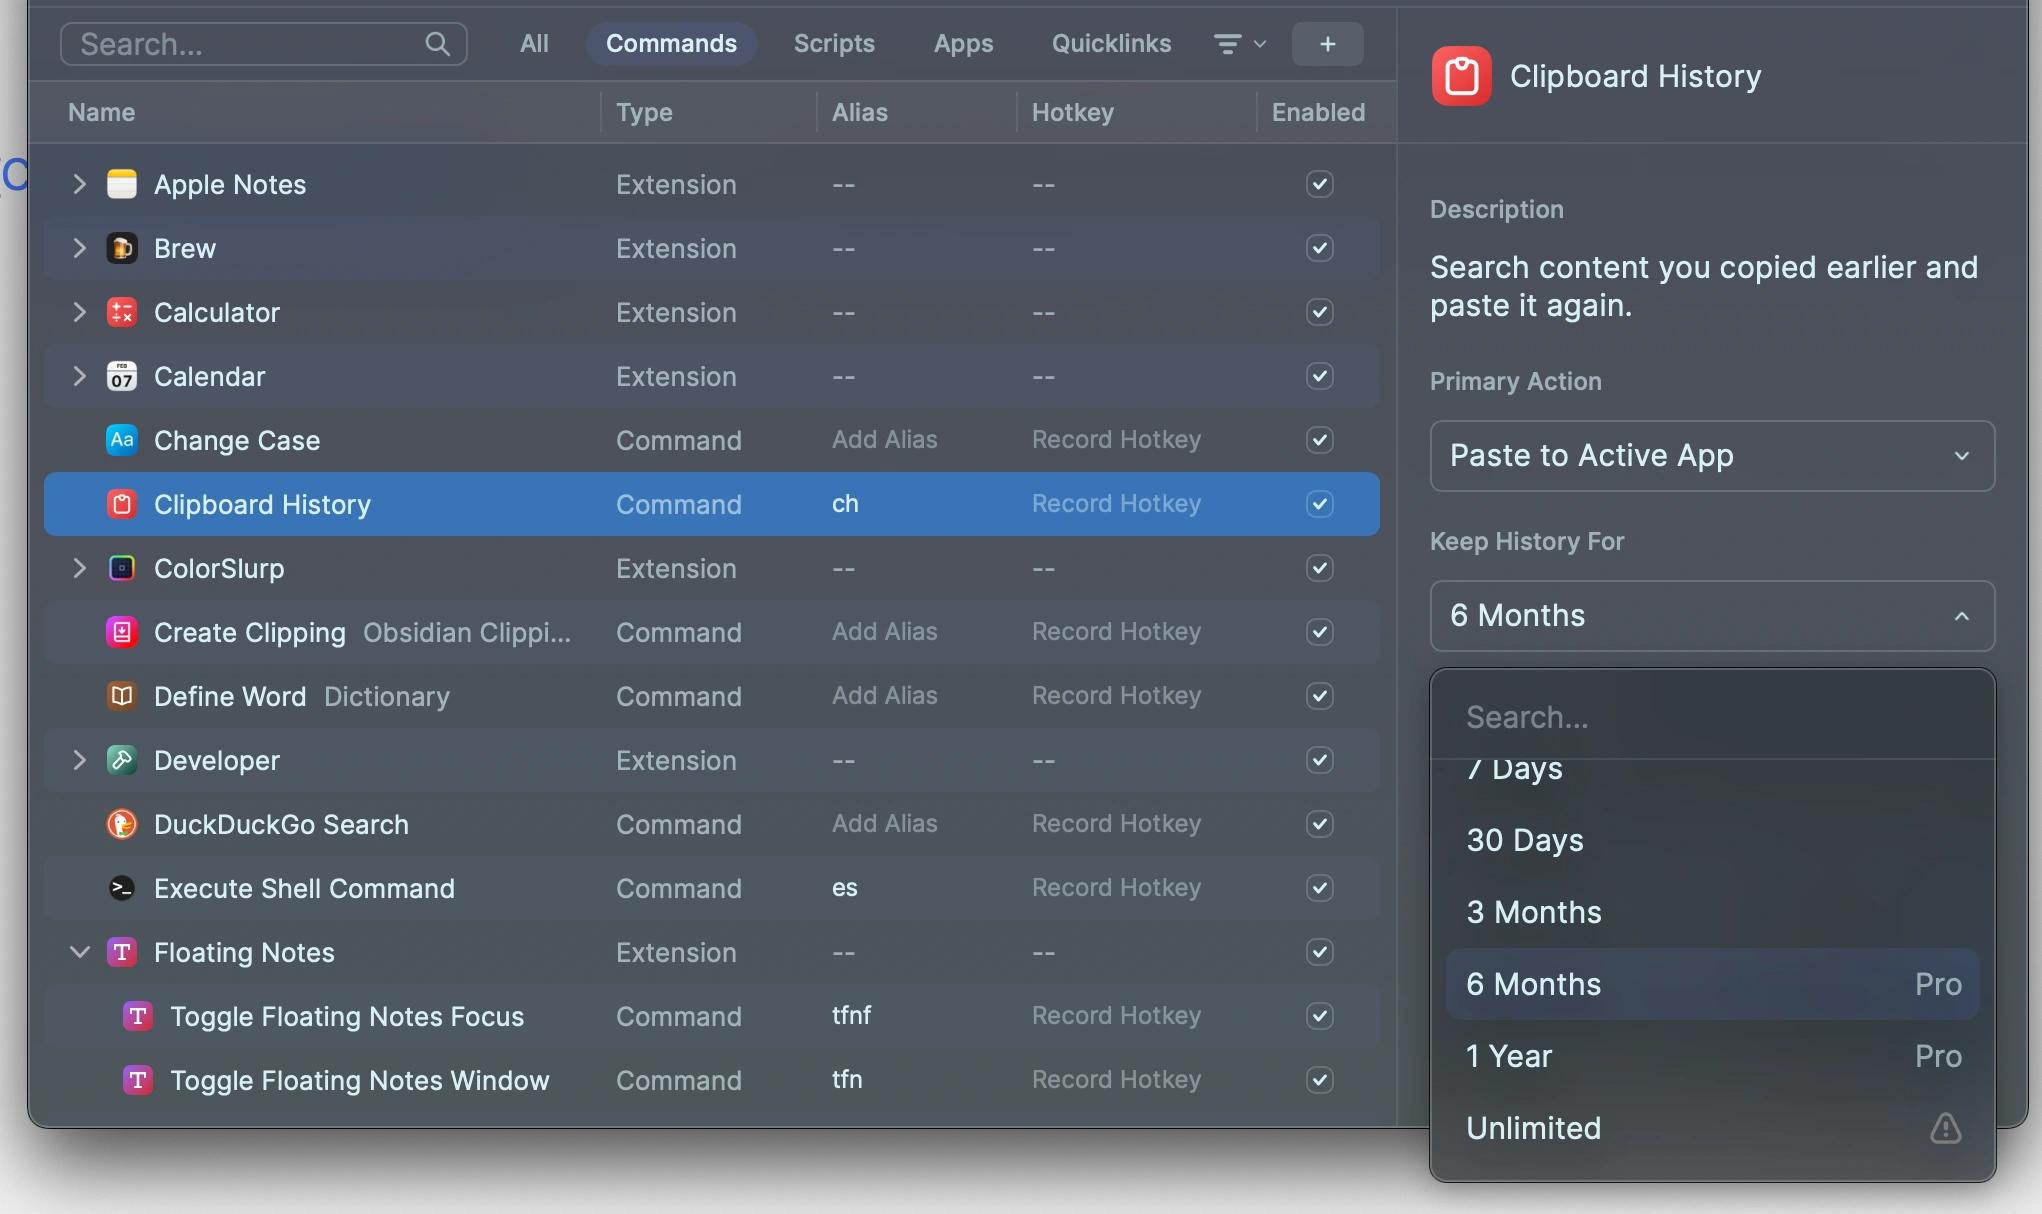 Search...
All
Commands
Scripts
Apps
Quicklinks
+
Name
Type
Alias
Hotkey
Enabled
Apple Notes
Extension
--
--
Brew
Extension
--
--
Calculator
Extension
--
--
FEB
07
Calendar
Extension
--
--
Aa
Change Case
Command
Add Alias
Record Hotkey
Clipboard History
Command
ch
Record Hotkey
ColorSlurp
Extension
--
--
Create Clipping Obsidian Clippi...
Command
Add Alias
Record Hotkey
Define Word Dictionary
Command
Add Alias
Record Hotkey
Developer
Extension
--
--
DuckDuckGo Search
Command
Add Alias
Record Hotkey
>_
Execute Shell Command
Command
es
Record Hotkey
T
Floating Notes
Extension
--
--
T
Toggle Floating Notes Focus
Command
tfnf
Record Hotkey
T
Toggle Floating Notes Window
Command
tfn
Record Hotkey
Clipboard History
Description
Search content you copied earlier and
paste it again.
Primary Action
Paste to Active App
Keep History For
6 Months
Search...
7 Days
30 Days
3 Months
6 Months Pro
1 Year Pro
Unlimited